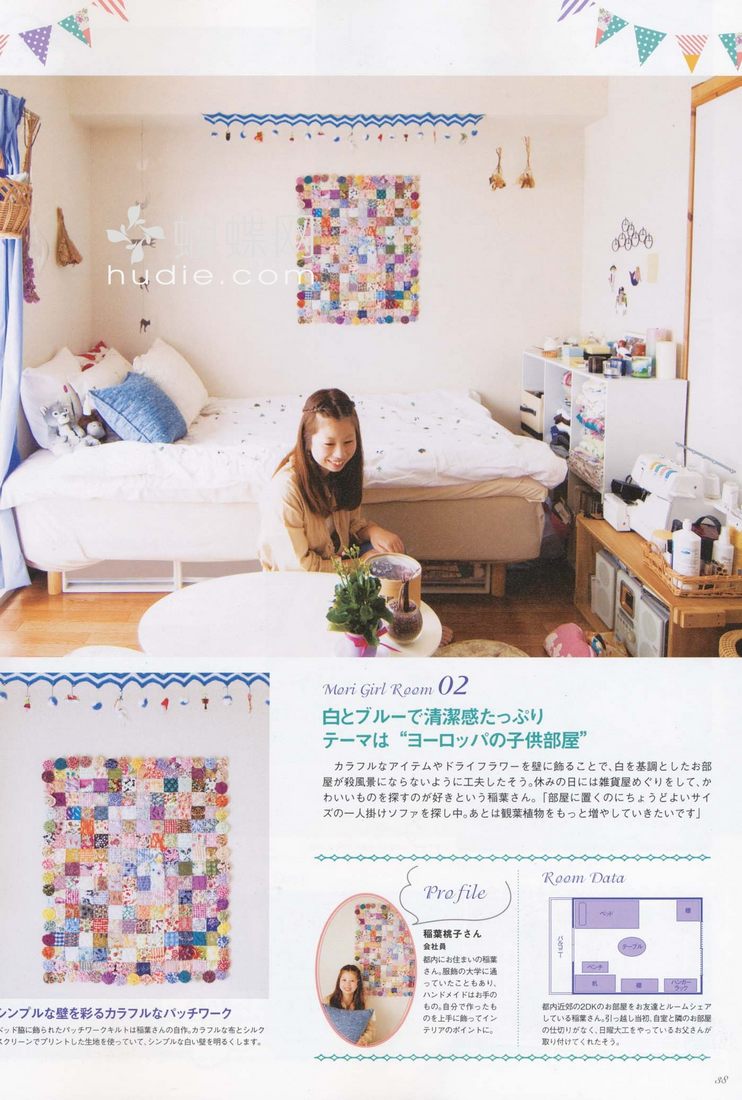 蝴蝶网
hudie.com
Mori Girl Room 02
白とブルーで清潔感たっぷり
テーマは“ヨーロッパの子供部屋”
カラフルなアイテムやドライフラワーを壁に飾ることで、白を基調としたお部
屋が殺風景にならないように工夫したそう。休みの日には雑貨屋めぐりをして、か
わいいものを探すのが好きという稲葉さん。「部屋に置くのにちょうどよいサイ
ズの一人掛けソファを探し中。あとは観葉植物をもっと増やしていきたいです」
シンプルな壁を彩るカラフルなパッチワーク
ベッド脇に飾られたパッチワークキルトは稲葉さんの自作。カラフルな布とシルク
スクリーンでプリントした生地を使っていて、シンプルな白い壁を明るくします。
Profile
稲葉桃子さん
会社員
都内にお住まいの稲葉
さん。服飾の大学に通
っていたこともあり、
ハンドメイドはお手の
もの。自分で作ったも
のを上手に飾ってイン
テリアのポイントに。
Room Data
ベッド
棚
バルコニー
テーブル
ベンチ
机
棚
ハンガー
ラック
都内近郊の2DKのお部屋をお友達とルームシェア
している稲葉さん。引っ越し当初、自室と隣のお部屋
の仕切りがなく、日曜大工をやっているお父さんが
取り付けてくれたそう。
38